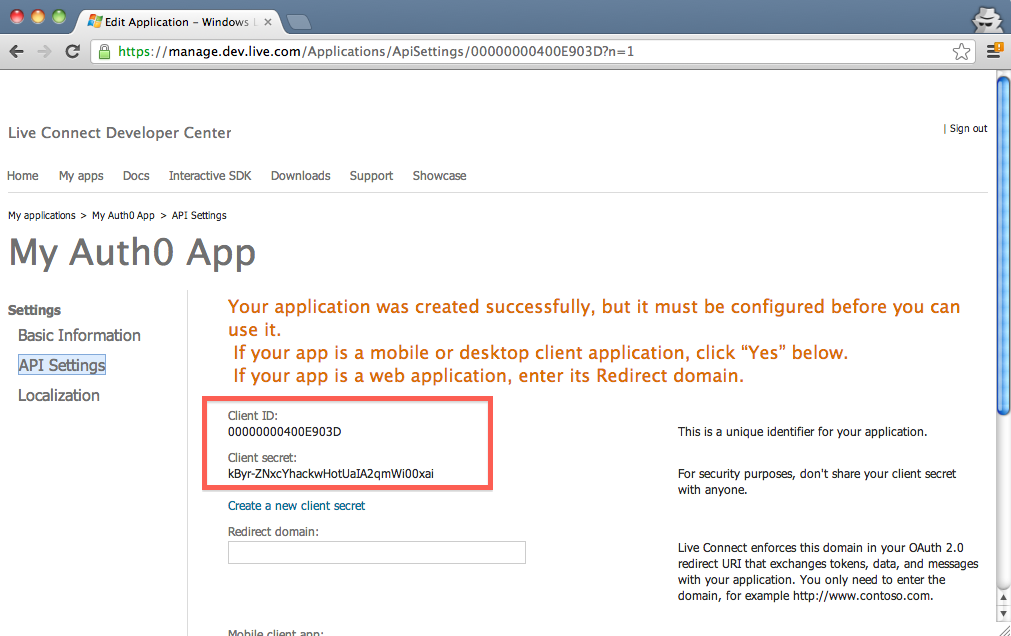 Edit Application – Windows L
https://manage.dev.live.com/Applications/ApiSettings/00000000400E903D?n=1
Live Connect Developer Center
| Sign out
Home My apps Docs Interactive SDK Downloads Support Showcase
My applications > My Auth0 App > API Settings
My Auth0 App
Settings
Basic Information
API Settings
Localization
Your application was created successfully, but it must be configured before you can
use it.
If your app is a mobile or desktop client application, click “Yes” below.
If your app is a web application, enter its Redirect domain.
Client ID:
00000000400E903D
This is a unique identifier for your application.
Client secret:
kByr-ZNxcYhackwHotUaIA2qmWi00xai
For security purposes, don't share your client secret
with anyone.
Create a new client secret
Redirect domain:
Live Connect enforces this domain in your OAuth 2.0
redirect URI that exchanges tokens, data, and messages
with your application. You only need to enter the
domain, for example http://www.contoso.com.
Mobile client app: